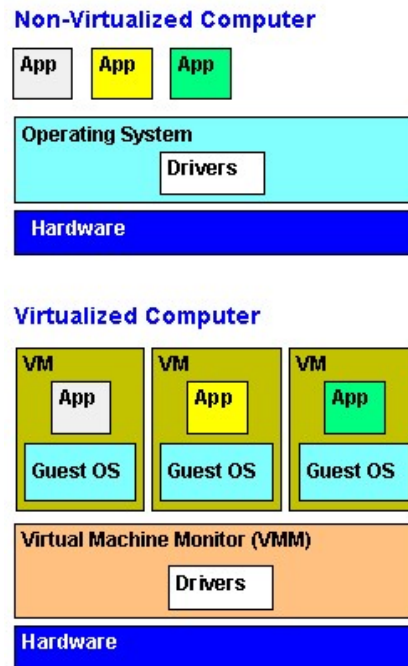 Non-Virtualized Computer
App App App
Operating System
Drivers
Hardware
Virtualized Computer
VM VM VM
App App App
Guest OS Guest OS Guest OS
Virtual Machine Monitor (VMM)
Drivers
Hardware